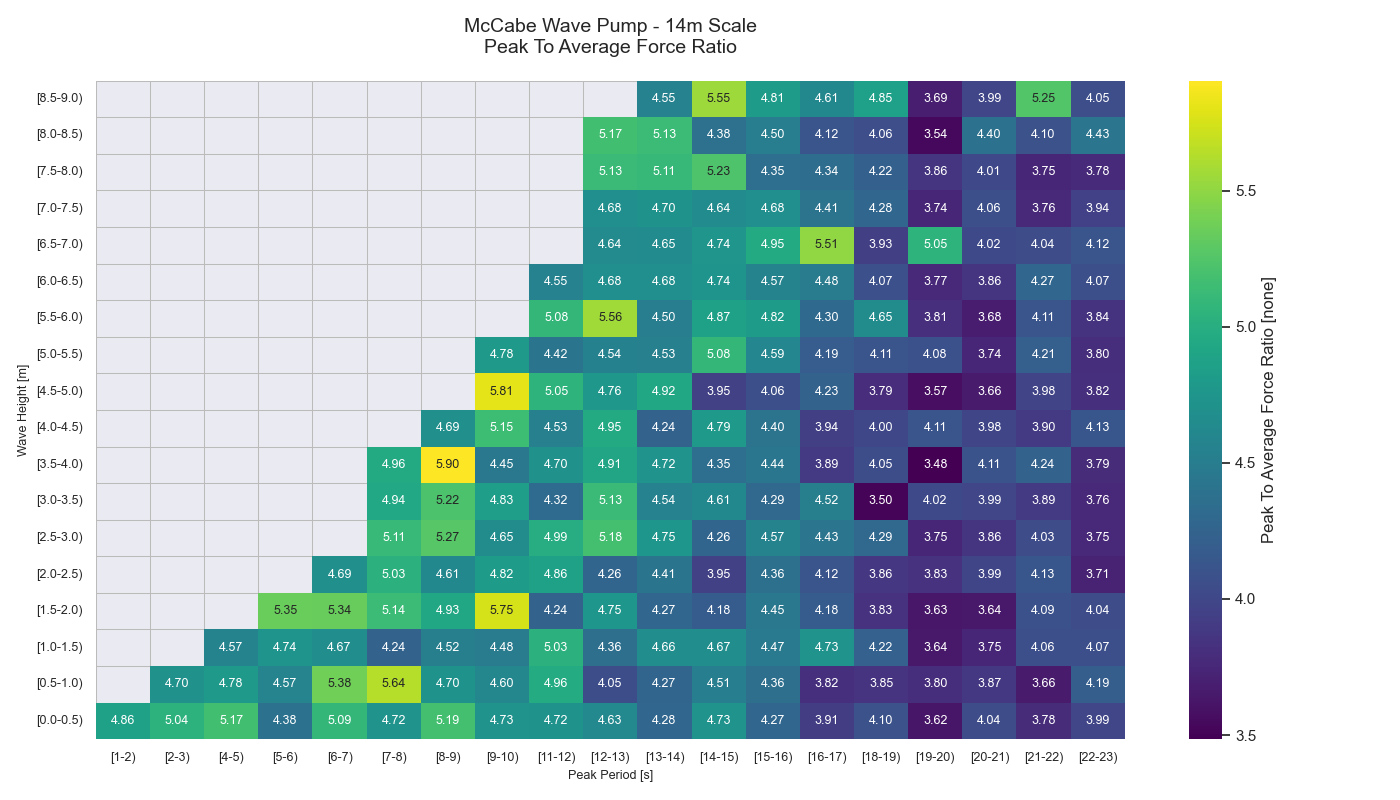 McCabe Wave Pump - 14m Scale
Peak To Average Force Ratio
[8.5-9.0) 4.55 5.55 4.81 4.61 4.85 3.69 3.99 5.25 4.05
[8.0-8.5) 5.17 5.13 4.38 4.50 4.12 4.06 3.54 4.40 4.10 4.43
[7.5-8.0) 5.13 5.11 5.23 4.35 4.34 4.22 3.86 4.01 3.75 3.78
[7.0-7.5) 4.68 4.70 4.64 4.68 4.41 4.28 3.74 4.06 3.76 3.94
[6.5-7.0) 4.64 4.65 4.74 4.95 5.51 3.93 5.05 4.02 4.04 4.12
[6.0-6.5) 4.55 4.68 4.68 4.74 4.57 4.48 4.07 3.77 3.86 4.27 4.07
[5.5-6.0) 5.08 5.56 4.50 4.87 4.82 4.30 4.65 3.81 3.68 4.11 3.84
[5.0-5.5) 4.78 4.42 4.54 4.53 5.08 4.59 4.19 4.11 4.08 3.74 4.21 3.80
[4.5-5.0) 5.81 5.05 4.76 4.92 3.95 4.06 4.23 3.79 3.57 3.66 3.98 3.82
[4.0-4.5) 4.69 5.15 4.53 4.95 4.24 4.79 4.40 3.94 4.00 4.11 3.98 3.90 4.13
[3.5-4.0) 4.96 5.90 4.45 4.70 4.91 4.72 4.35 4.44 3.89 4.05 3.48 4.11 4.24 3.79
[3.0-3.5) 4.94 5.22 4.83 4.32 5.13 4.54 4.61 4.29 4.52 3.50 4.02 3.99 3.89 3.76
[2.5-3.0) 5.11 5.27 4.65 4.99 5.18 4.75 4.26 4.57 4.43 4.29 3.75 3.86 4.03 3.75
[2.0-2.5) 4.69 5.03 4.61 4.82 4.86 4.26 4.41 3.95 4.36 4.12 3.86 3.83 3.99 4.13 3.71
[1.5-2.0) 5.35 5.34 5.14 4.93 5.75 4.24 4.75 4.27 4.18 4.45 4.18 3.83 3.63 3.64 4.09 4.04
[1.0-1.5) 4.57 4.74 4.67 4.24 4.52 4.48 5.03 4.36 4.66 4.67 4.47 4.73 4.22 3.64 3.75 4.06 4.07
[0.5-1.0) 4.70 4.78 4.57 5.38 5.64 4.70 4.60 4.96 4.05 4.27 4.51 4.36 3.82 3.85 3.80 3.87 3.66 4.19
[0.0-0.5) 4.86 5.04 5.17 4.38 5.09 4.72 5.19 4.73 4.72 4.63 4.28 4.73 4.27 3.91 4.10 3.62 4.04 3.78 3.99
[1-2) [2-3) [4-5) [5-6) [6-7) [7-8) [8-9) [9-10) [11-12) [12-13) [13-14) [14-15) [15-16) [16-17) [18-19) [19-20) [20-21) [21-22) [22-23)
Peak Period [s]
Wave Height [m]
5.5
5.0
4.5
4.0
3.5
Peak To Average Force Ratio [none]